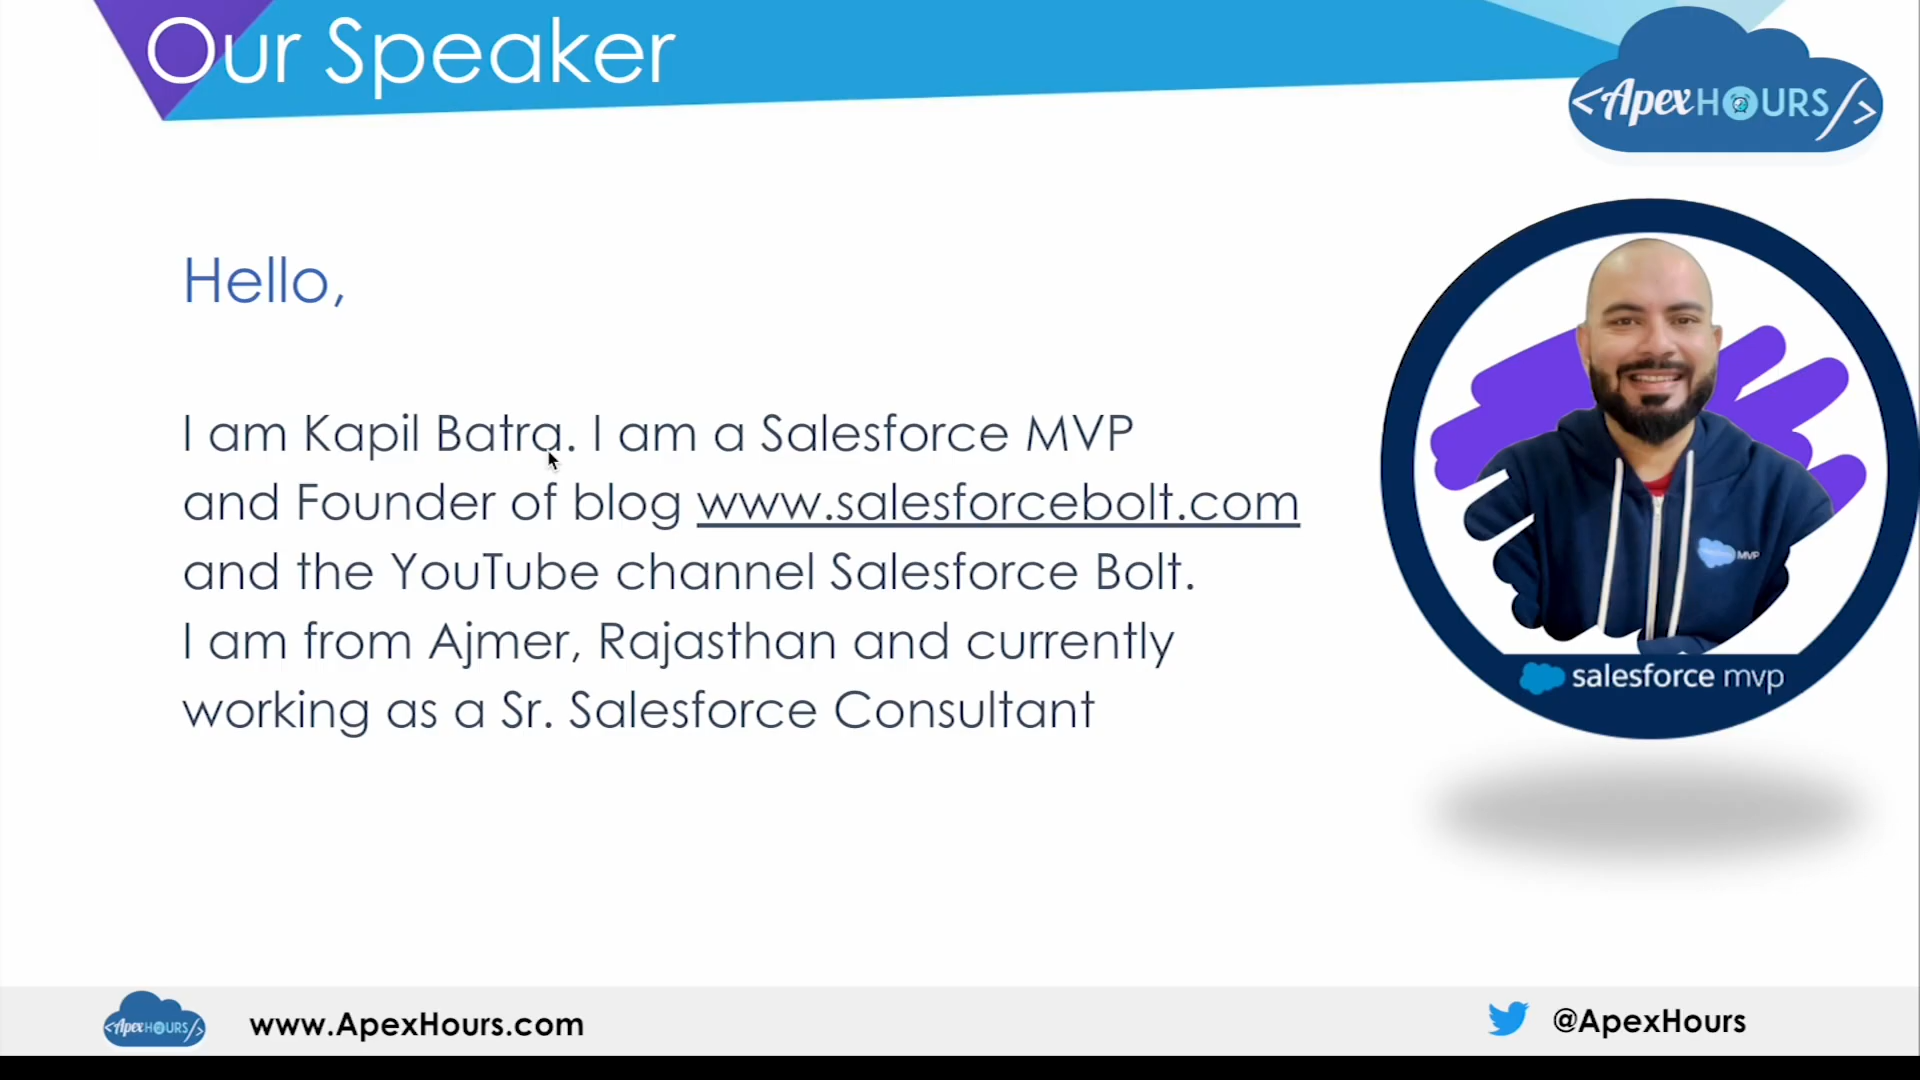 Our Speaker
<ApexHOURS/>
Hello,
I am Kapil Batra. I am a Salesforce MVP
and Founder of blog www.salesforcebolt.com
and the YouTube channel Salesforce Bolt.
I am from Ajmer, Rajasthan and currently
working as a Sr. Salesforce Consultant
MVP
salesforce mvp
<ApexHOURS/>
www.ApexHours.com
@ApexHours